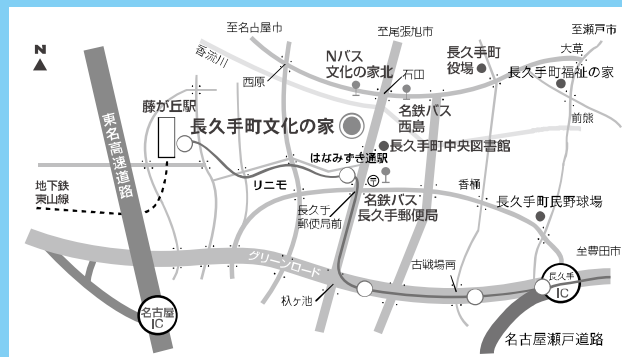 至名古屋市
至尾張旭市
至瀬戸市
N
香流川
Nバス
文化の家北
長久手町
役場
大草
西原
石田
長久手町福祉の家
藤が丘駅
名鉄バス
西島
前熊
長久手町文化の家
東名高速道路
長久手町中央図書館
はなみずき通駅
リニモ
香桶
地下鉄
東山線
長久手
郵便局前
名鉄バス
長久手郵便局
長久手町民野球場
グリーンロード
古戦場南
至豊田市
杁ヶ池
長久手
IC
名古屋
IC
名古屋瀬戸道路